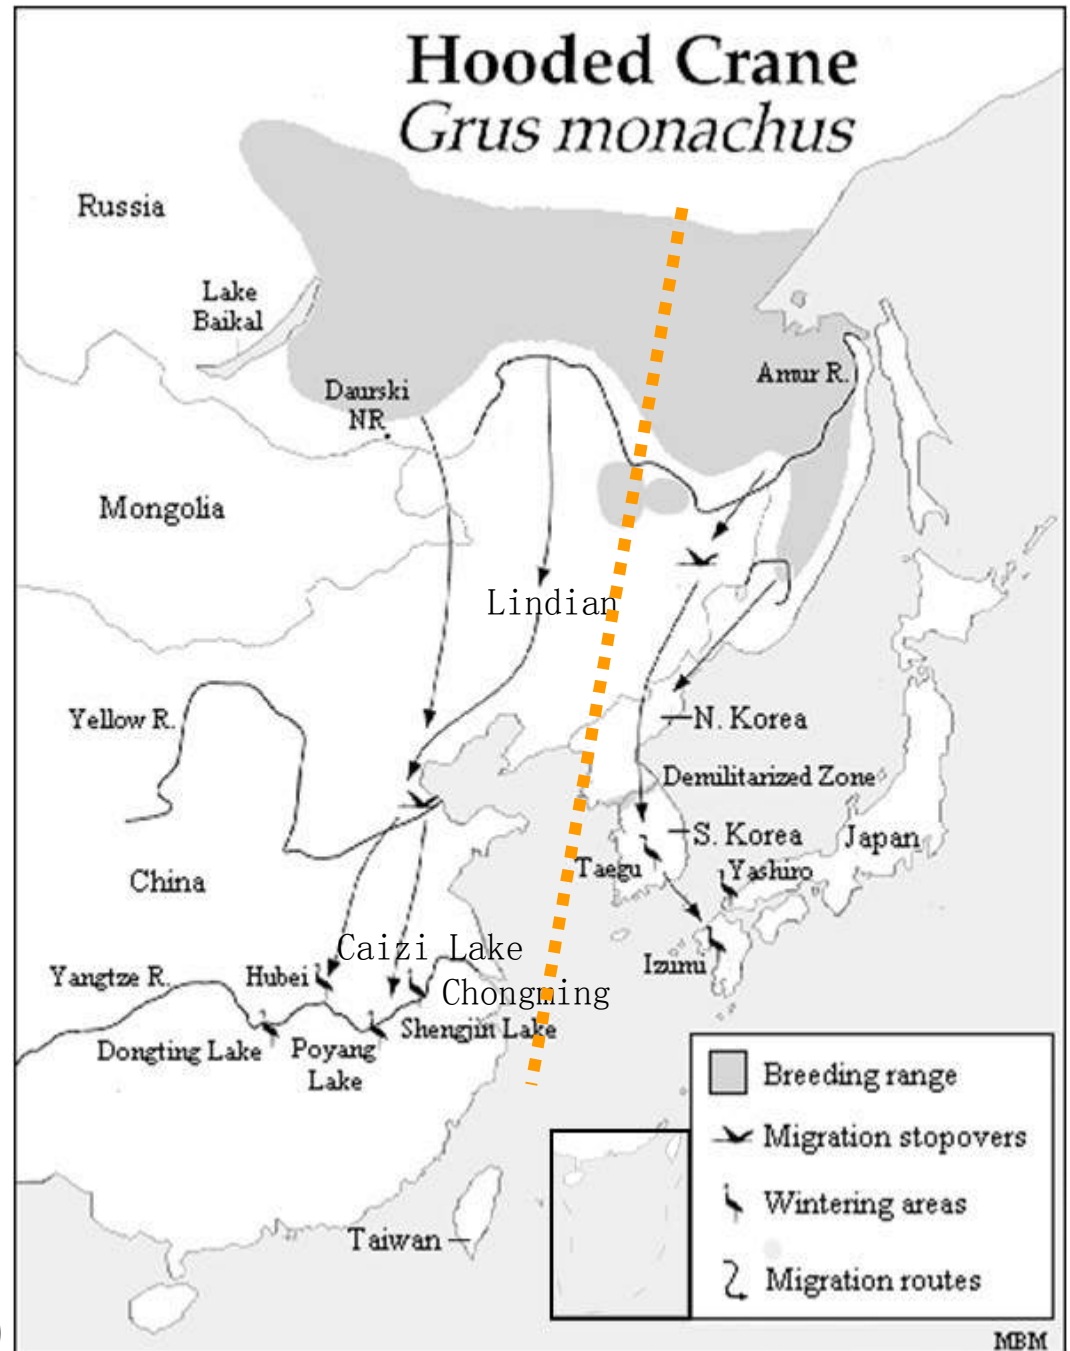 Hooded Crane
Grus monachus
Russia
Lake
Baikal
Amur R.
Daurski
NR
Mongolia
Lindian
Yellow R.
N. Korea
Demilitarized Zone
S. Korea
Japan
Taegu
Yashiro
China
Caizi Lake
Yangtze R.
Hubei
Izumi
Chongming
Shengjin Lake
Dongting Lake
Poyang
Lake
Breeding range
Migration stopovers
Wintering areas
Migration routes
Taiwan
MBM